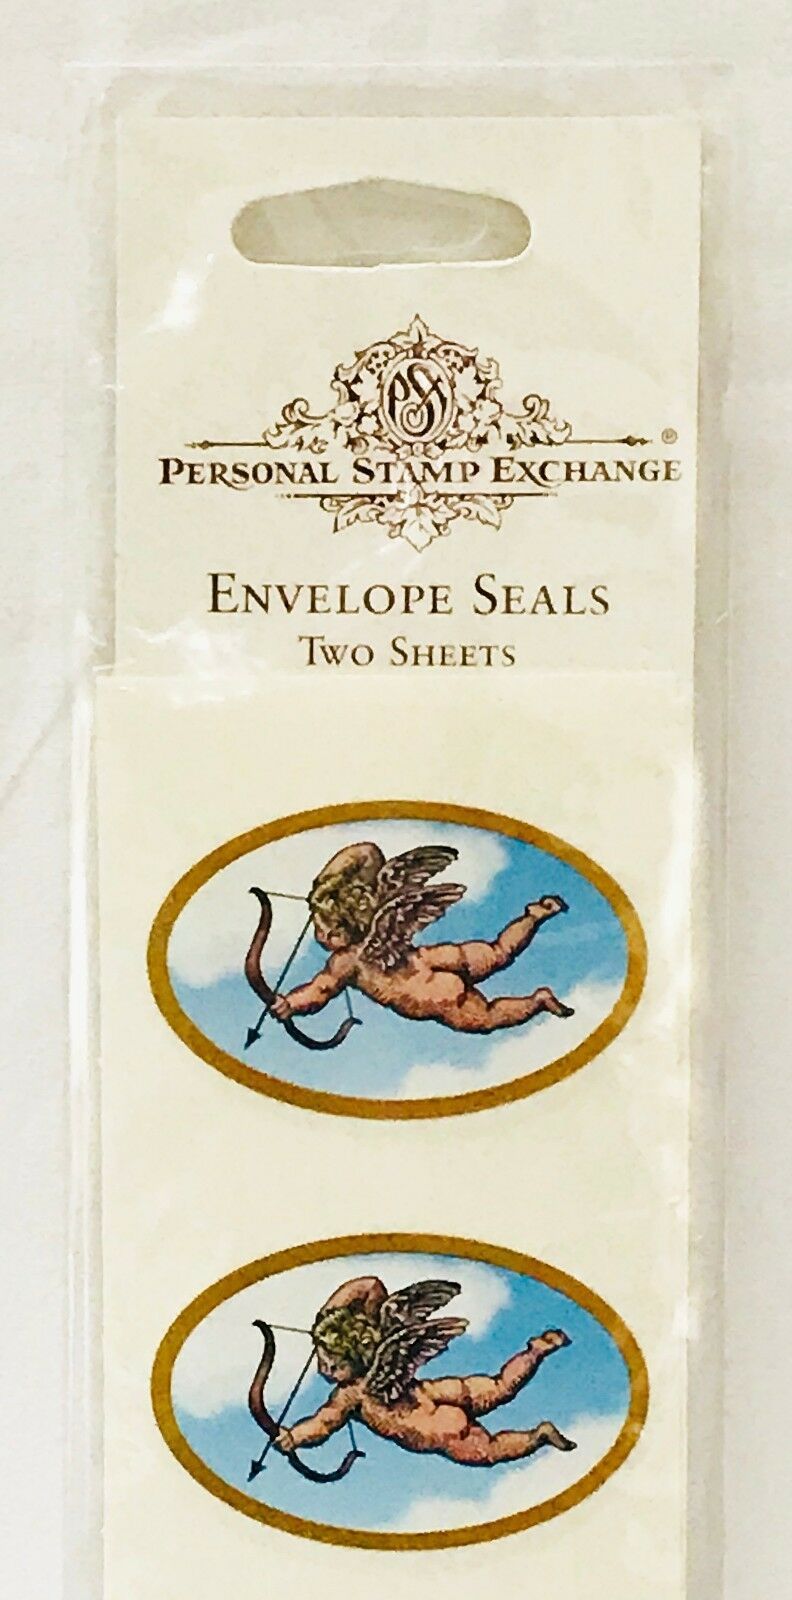 PSX
®
PERSONAL STAMP EXCHANGE
ENVELOPE SEALS
TWO SHEETS